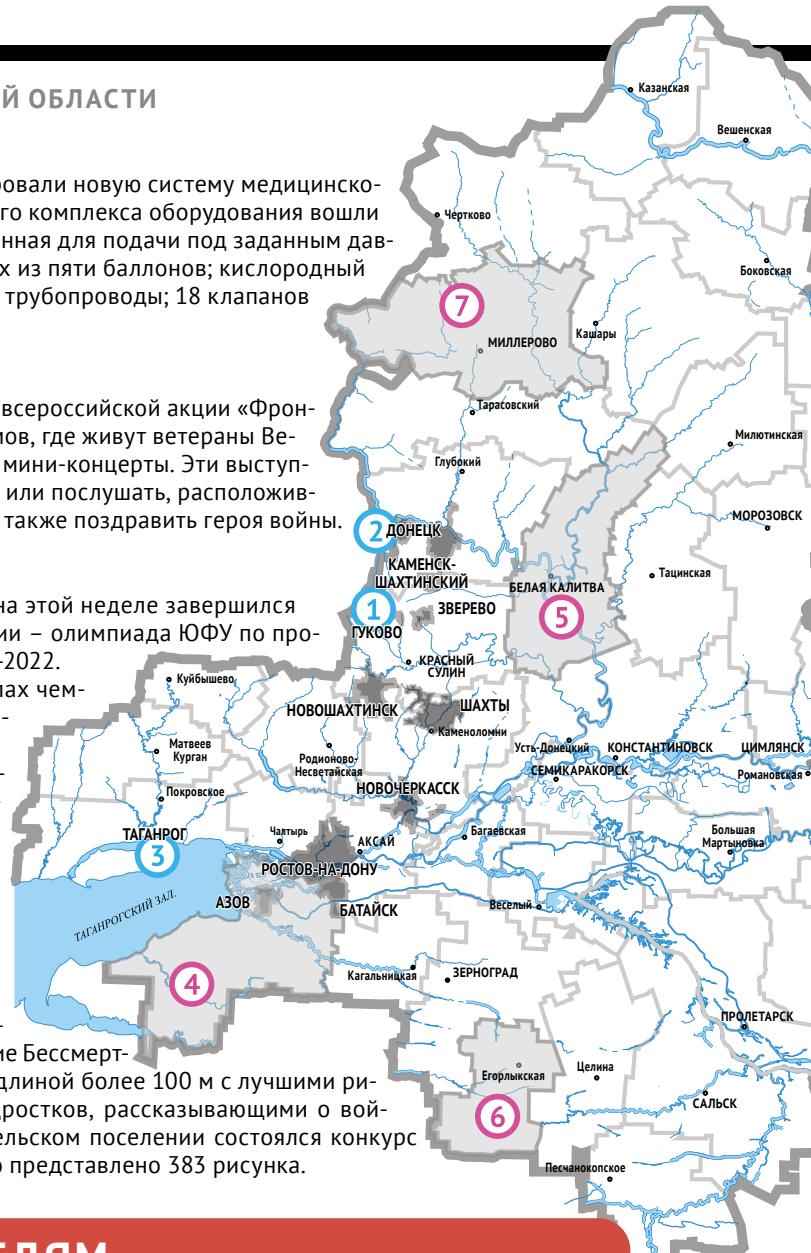 Й ОБЛАСТИ
ровали новую систему медицинско-
го комплекса оборудования вошли
нная для подачи под заданным дав-
х из пяти баллонов; кислородный
трубопроводы; 18 клапанов
всероссийской акции «Фрон-
мов, где живут ветераны Ве-
мини-концерты. Эти выступ-
или послушать, расположив-
также поздравить героя войны.
на этой неделе завершился
ии – олимпиада ЮФУ по про-
-2022.
лах чем-
-
-
-
ие Бессмерт-
длиной более 100 м с лучшими ри-
дростков, рассказывающими о вой-
ельском поселении состоялся конкурс
о представлено 383 рисунка.
Казанская
Вешенская
Чертково
Боковская
7
МИЛЛЕРОВО
Кашары
Тарасовский
Милютинская
Глубокий
МОРОЗОВСК
2
ДОНЕЦК
КАМЕНСК-
ШАХТИНСКИЙ
Тацинская
БЕЛАЯ КАЛИТВА
5
1
ЗВЕРЕВО
ГУКОВО
КРАСНЫЙ
СУЛИН
Куйбышево
НОВОШАХТИНСК
ШАХТЫ
Каменоломни
Матвеев
Курган
Родионово-
Несветайская
Усть-Донецкий
КОНСТАНТИНОВСК
ЦИМЛЯНСК
СЕМИКАРАКОРСК
Романовская
Покровское
НОВОЧЕРКАССК
ТАГАНРОГ
3
Чалтырь
АКСАЙ
Багаевская
Большая
Мартыновка
РОСТОВ-НА-ДОНУ
АЗОВ
БАТАЙСК
Веселый
ТАГАНРОГСКИЙ ЗАЛ.
4
Кагальницкая
ЗЕРНОГРАД
ПРОЛЕТАРСК
Егорлыкская
Целина
6
САЛЬСК
Песчанокопское